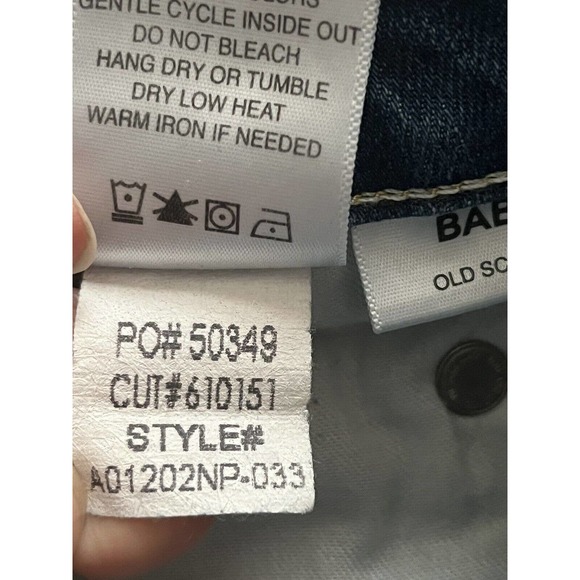 GENTLE CYCLE INSIDE OUT
DO NOT BLEACH
HANG DRY OR TUMBLE
DRY LOW HEAT
WARM IRON IF NEEDED
BAE
OLD SC
PO# 50349
CUT#610151
STYLE#
A01202NP-033